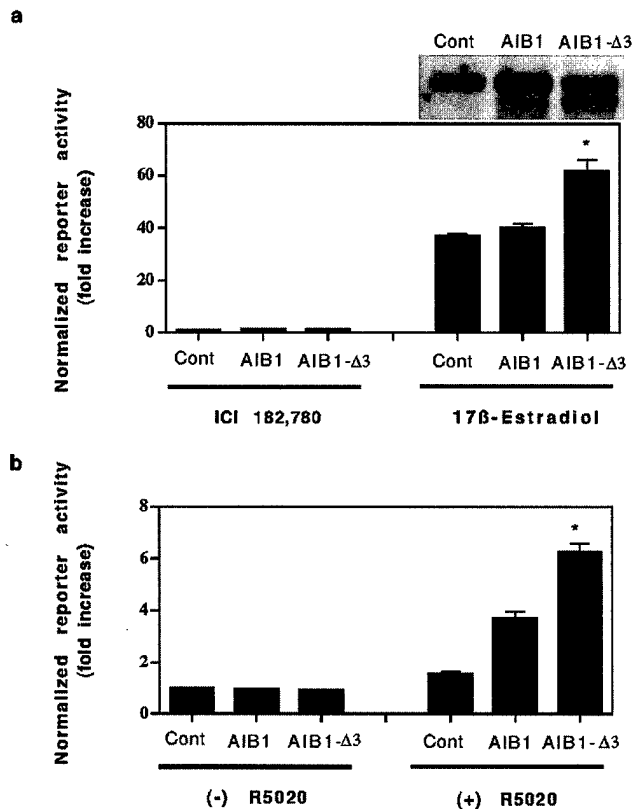 a
Cont AIB1 AIB1-Δ3
Normalized reporter activity
(fold increase)
80
60
40
20
0
*
Cont AIB1 AIB1-Δ3 Cont AIB1 AIB1-Δ3
ICI 182,780 17ß-Estradiol
b
Normalized reporter activity
(fold increase)
8
6
4
2
0
*
Cont AIB1 AIB1-Δ3 Cont AIB1 AIB1-Δ3
(-) R5020 (+) R5020